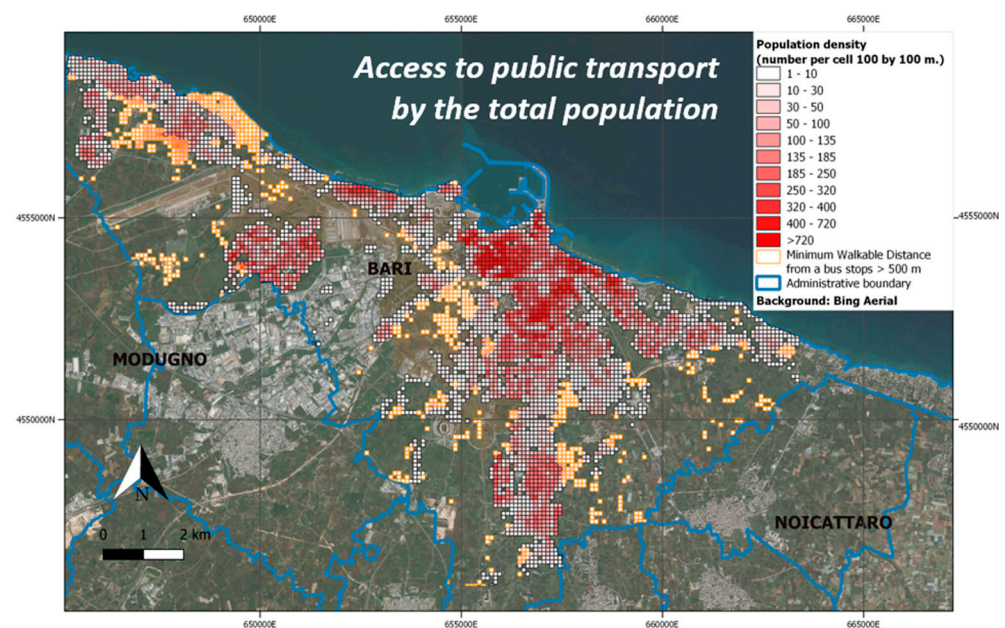 650000E 655000E 660000E 665000E
Access to public transport
by the total population
Population density
(number per cell 100 by 100 m.)
1 - 10
10 - 30
30 - 50
50 - 100
100 - 135
135 - 185
185 - 250
250 - 320
320 - 400
400 - 720
>720
Minimum Walkable Distance
from a bus stops > 500 m
Administrative boundary
Background: Bing Aerial
4555000N 4555000N
BARI
MODUGNO
4550000N 4550000N
N
NOICATTARO
0 1 2 km
650000E 655000E 660000E 665000E